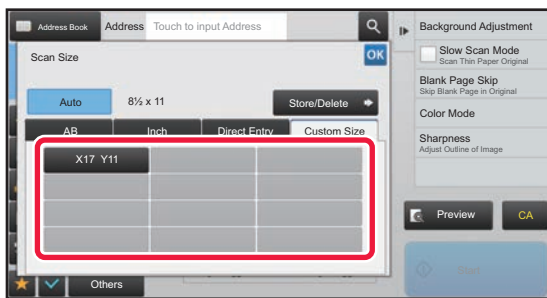 Address Book
Address
Touch to input Address
Scan Size
OK
Auto
8½ x 11
Store/Delete
AB
Inch
Direct Entry
Custom Size
X17 Y11
Others
Background Adjustment
Slow Scan Mode
Scan Thin Paper Original
Blank Page Skip
Skip Blank Page in Original
Color Mode
Sharpness
Adjust Outline of Image
Preview
CA
Start